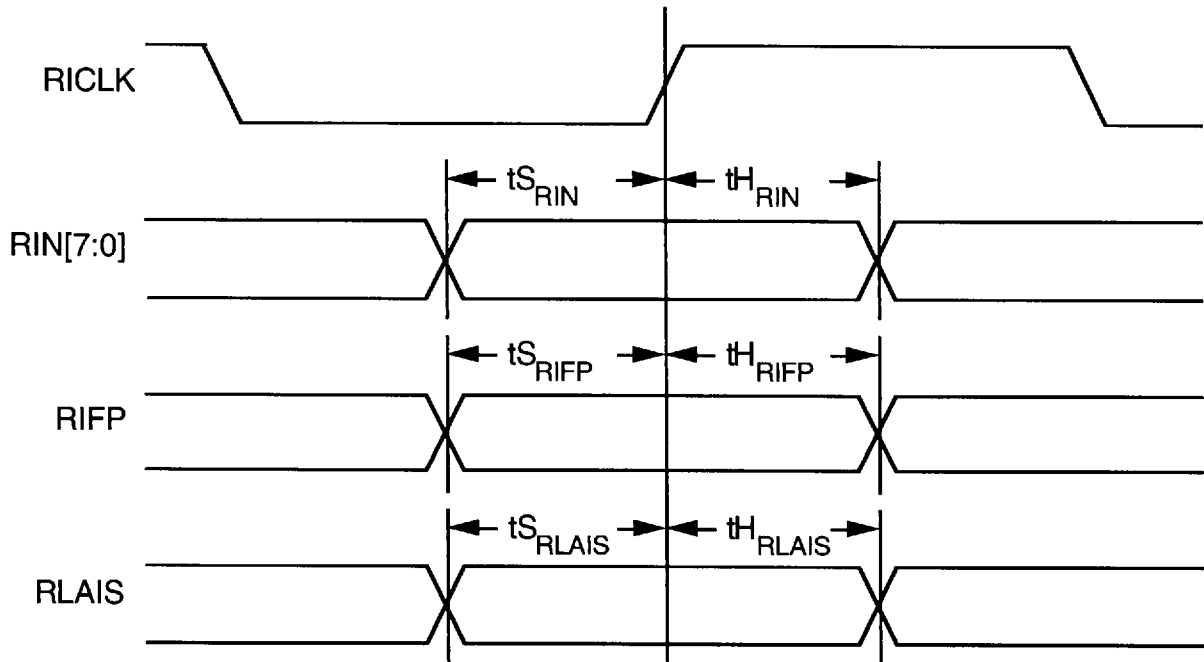 RICLK
tS_RIN tH_RIN
RIN[7:0]
tS_RIFP tH_RIFP
RIFP
tS_RLAIS tH_RLAIS
RLAIS